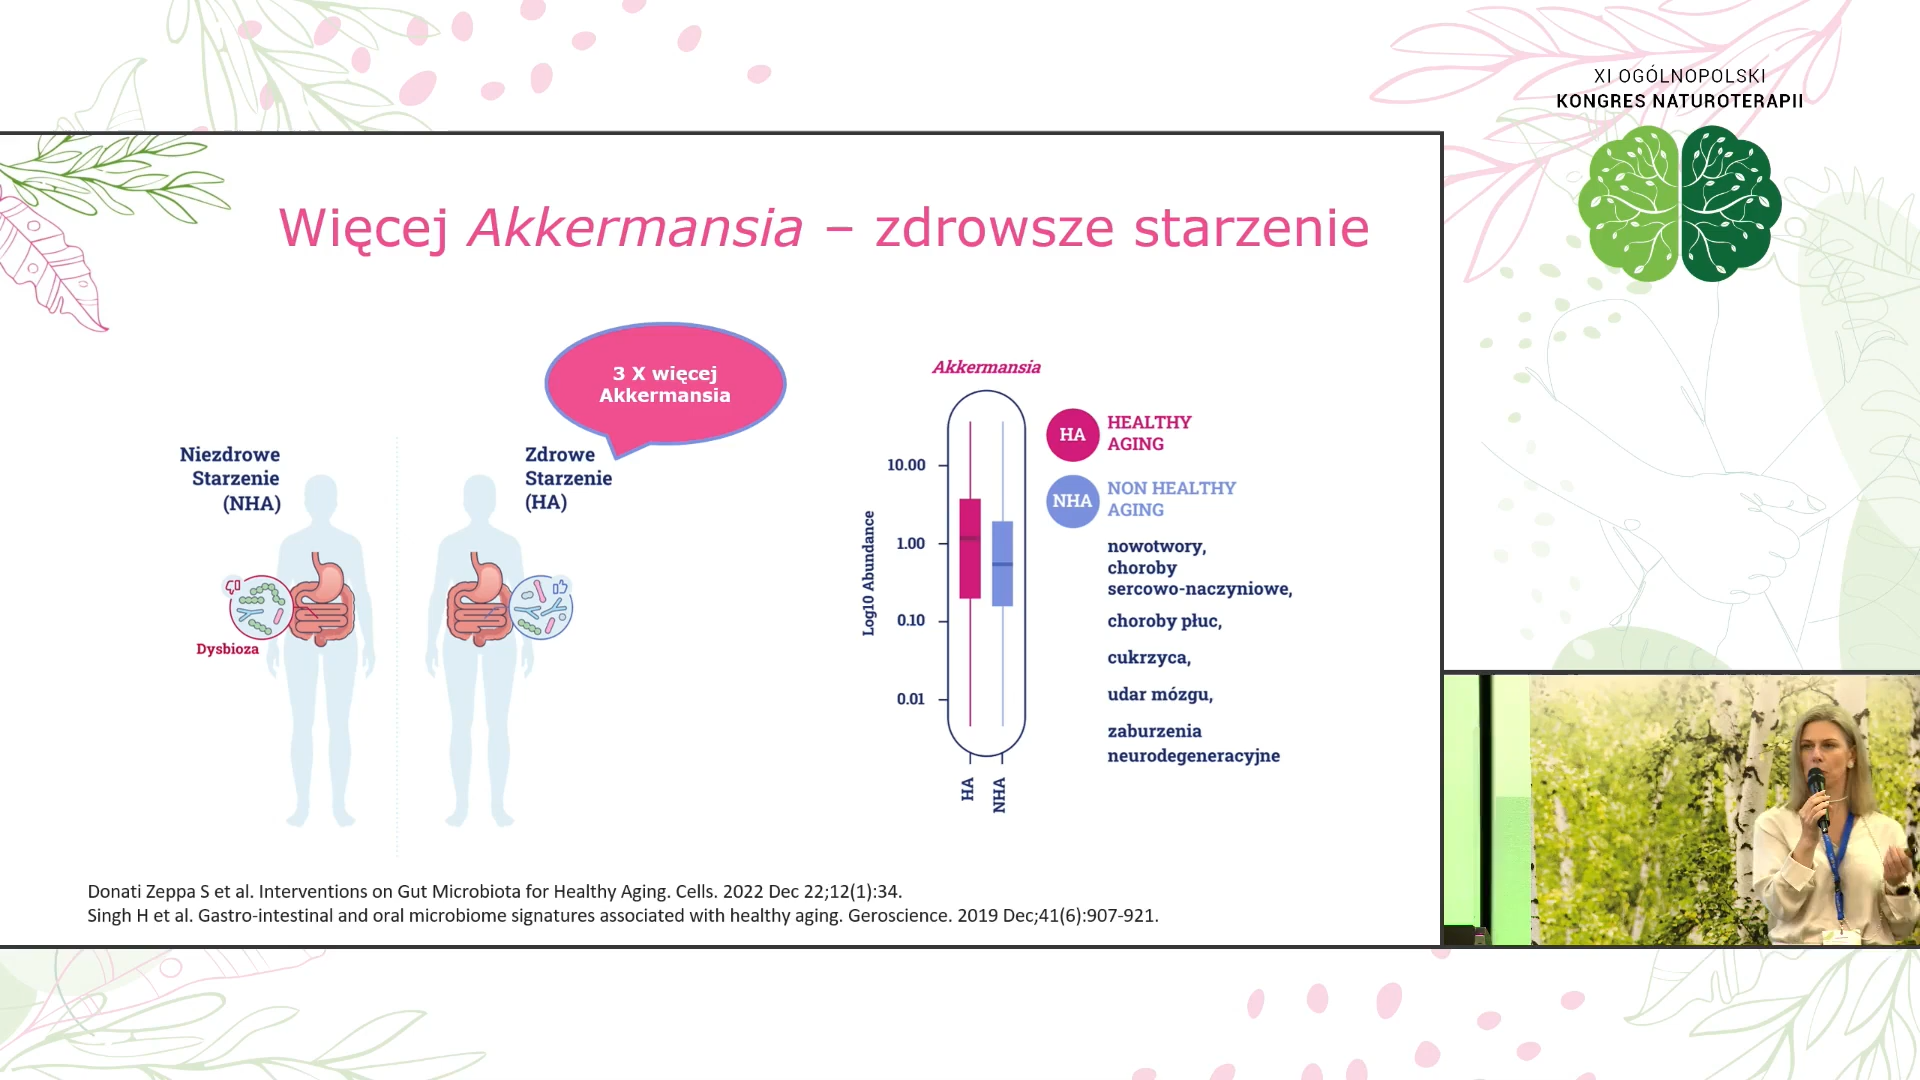 XI OGÓLNOPOLSKI
KONGRES NATUROTERAPII
Więcej Akkermansia – zdrowsze starzenie
3 X więcej
Akkermansia
Niezdrowe
Starzenie
(NHA)
Zdrowe
Starzenie
(HA)
Dysbioza
Akkermansia
Log10 Abundance
10.00
1.00
0.10
0.01
HA
NHA
HA
HEALTHY
AGING
NHA
NON HEALTHY
AGING
nowotwory,
choroby
sercowo-naczyniowe,
choroby płuc,
cukrzyca,
udar mózgu,
zaburzenia
neurodegeneracyjne
Donati Zeppa S et al. Interventions on Gut Microbiota for Healthy Aging. Cells. 2022 Dec 22;12(1):34.
Singh H et al. Gastro-intestinal and oral microbiome signatures associated with healthy aging. Geroscience. 2019 Dec;41(6):907-921.